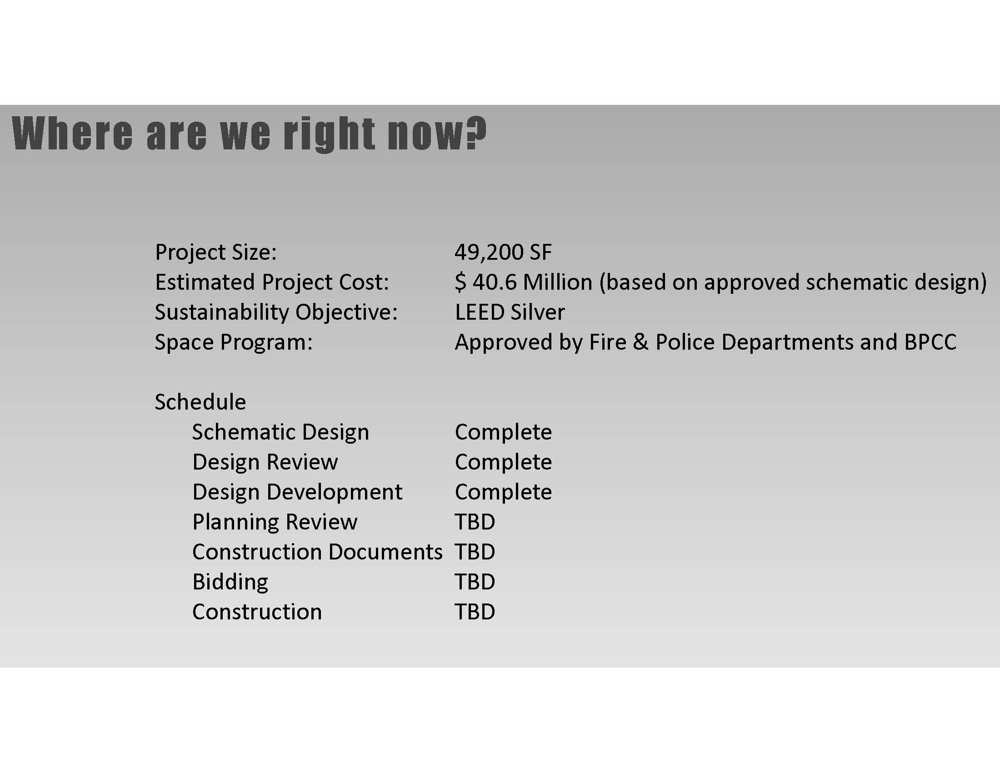 Where are we right now?
Project Size: 49,200 SF
Estimated Project Cost: $ 40.6 Million (based on approved schematic design)
Sustainability Objective: LEED Silver
Space Program: Approved by Fire & Police Departments and BPCC
Schedule
Schematic Design Complete
Design Review Complete
Design Development Complete
Planning Review TBD
Construction Documents TBD
Bidding TBD
Construction TBD